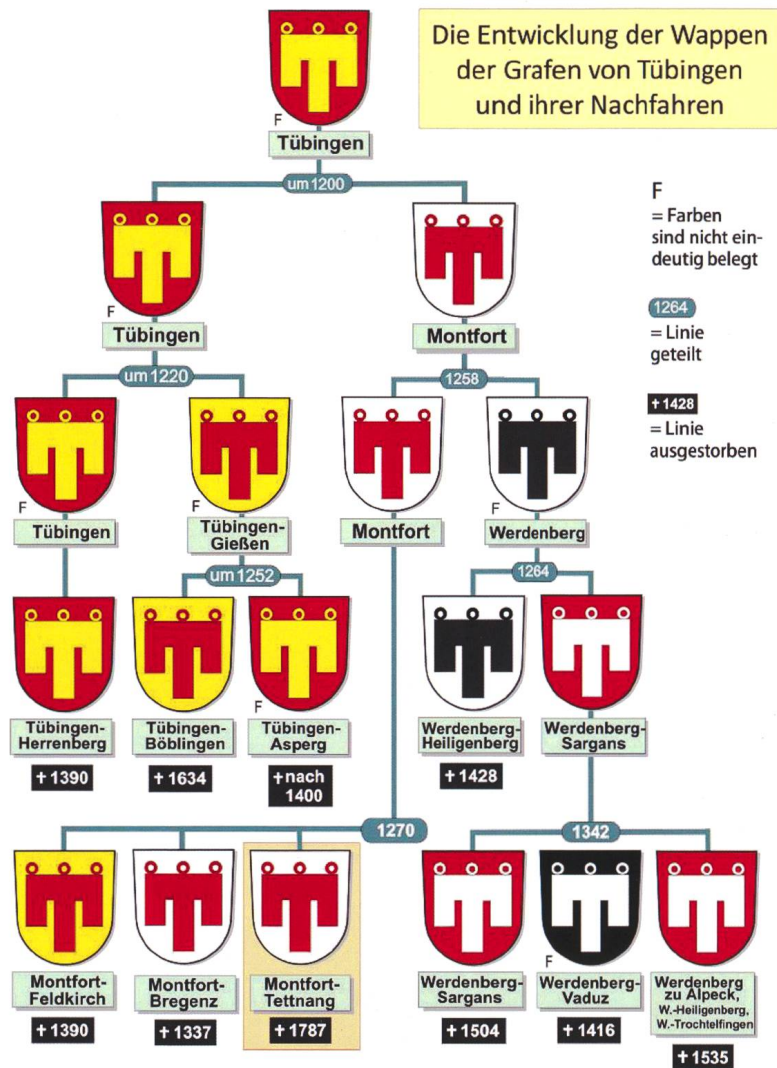 Die Entwicklung der Wappen
der Grafen von Tübingen
und ihrer Nachfahren
F
Tübingen
um 1200
F
= Farben
sind nicht ein-
deutig belegt
1264
= Linie
geteilt
✝1428
= Linie
ausgestorben
F
Tübingen
Montfort
um 1220
1258
F
Tübingen
F
Tübingen-
Gießen
Montfort
F
Werdenberg
um 1252
1264
Tübingen-
Herrenberg
✝1390
Tübingen-
Böblingen
✝1634
F
Tübingen-
Asperg
✝nach
1400
Werdenberg-
Heiligenberg
✝1428
Werdenberg-
Sargans
1270
1342
Montfort-
Feldkirch
✝1390
Montfort-
Bregenz
✝1337
Montfort-
Tettnang
✝1787
Werdenberg-
Sargans
✝1504
F
Werdenberg-
Vaduz
✝1416
Werdenberg
zu Alpeck,
W.-Heiligenberg,
W.-Trochtelfingen
✝1535